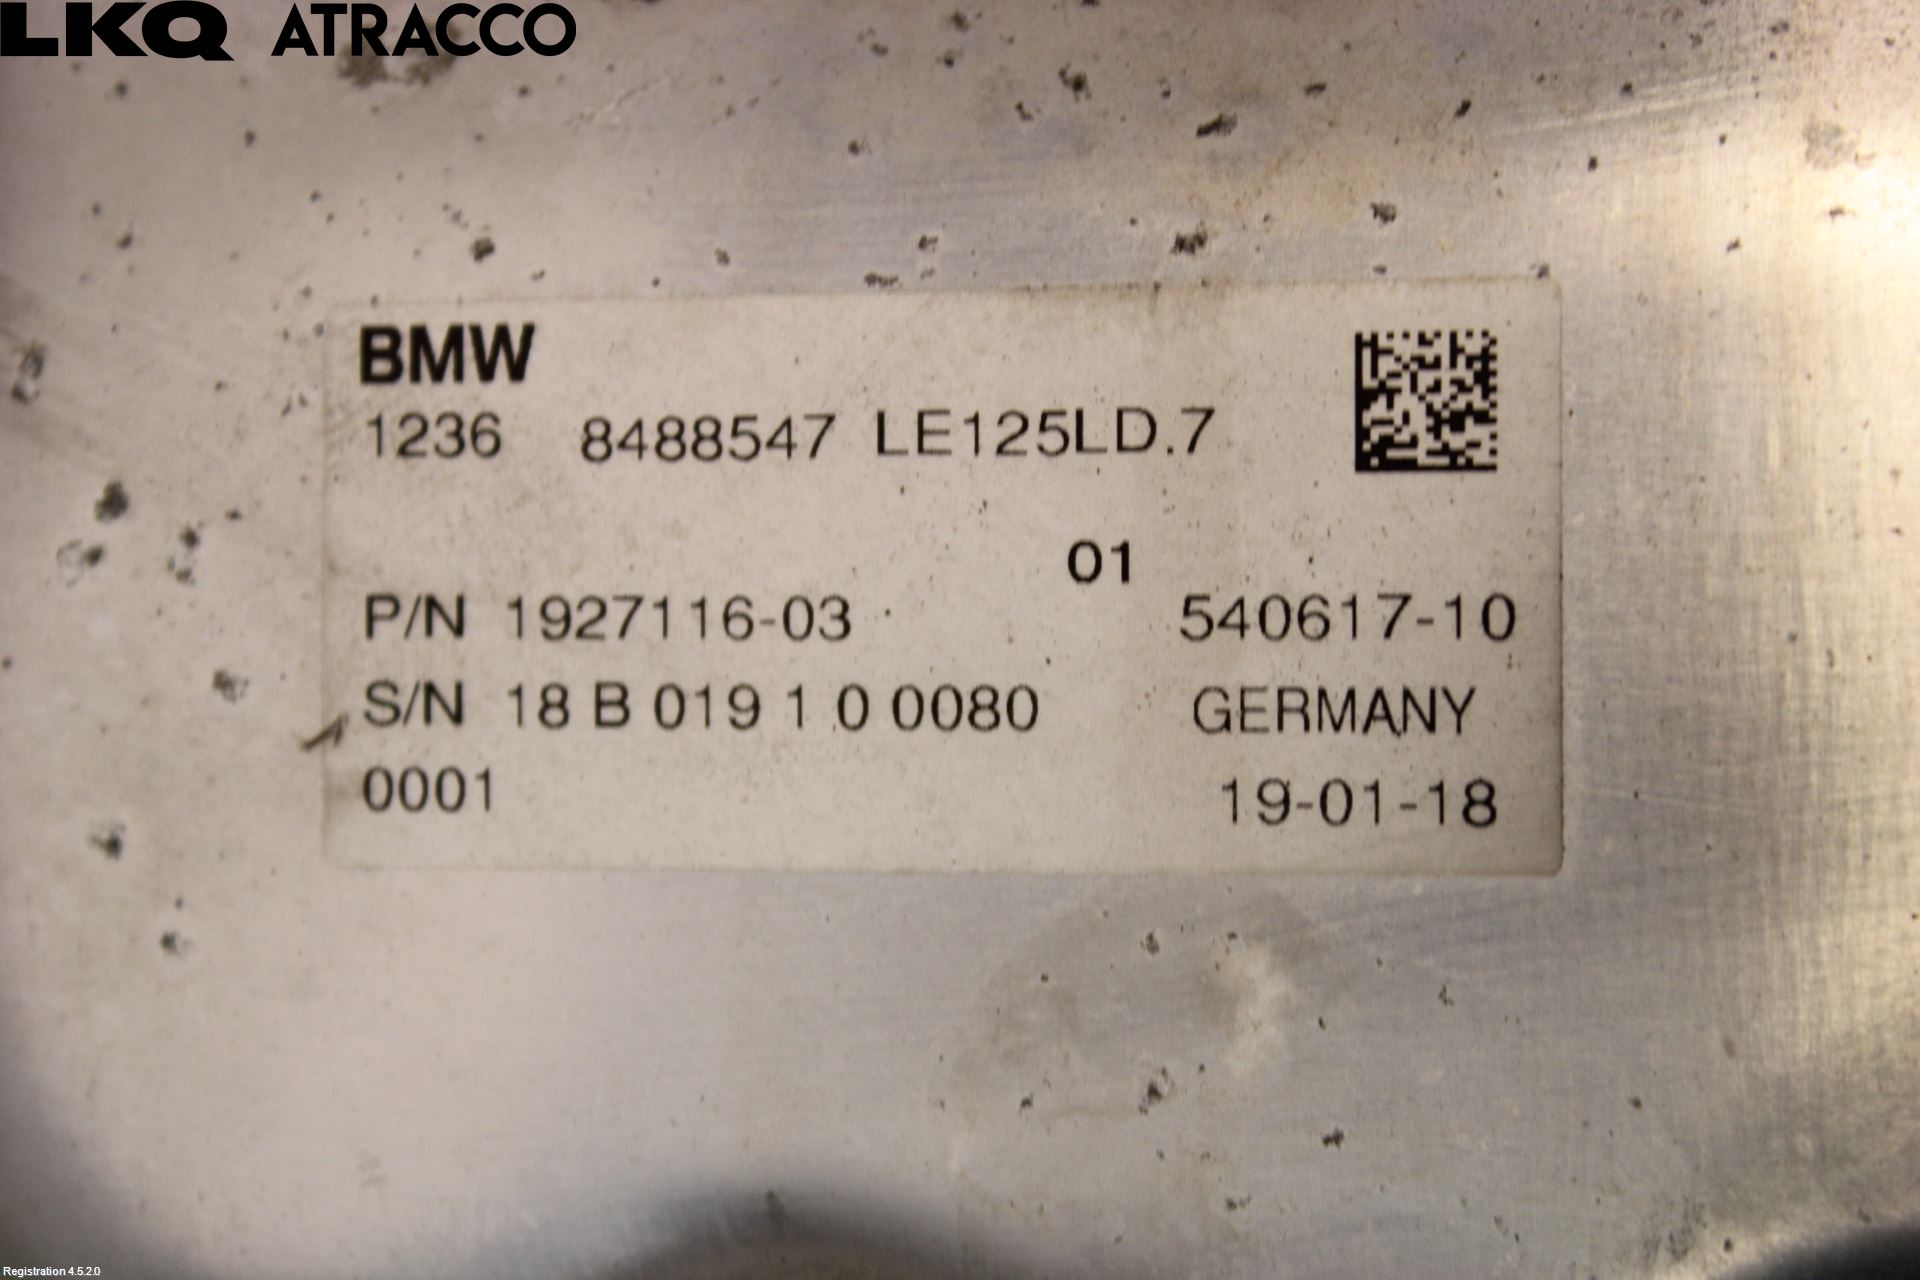 LKQ ATRACCO
BMW
1236 8488547 LE125LD.7
01
P/N 1927116-03 540617-10
S/N 18 B 019 1 0 0080 GERMANY
0001 19-01-18
Registration 4.5.2.0